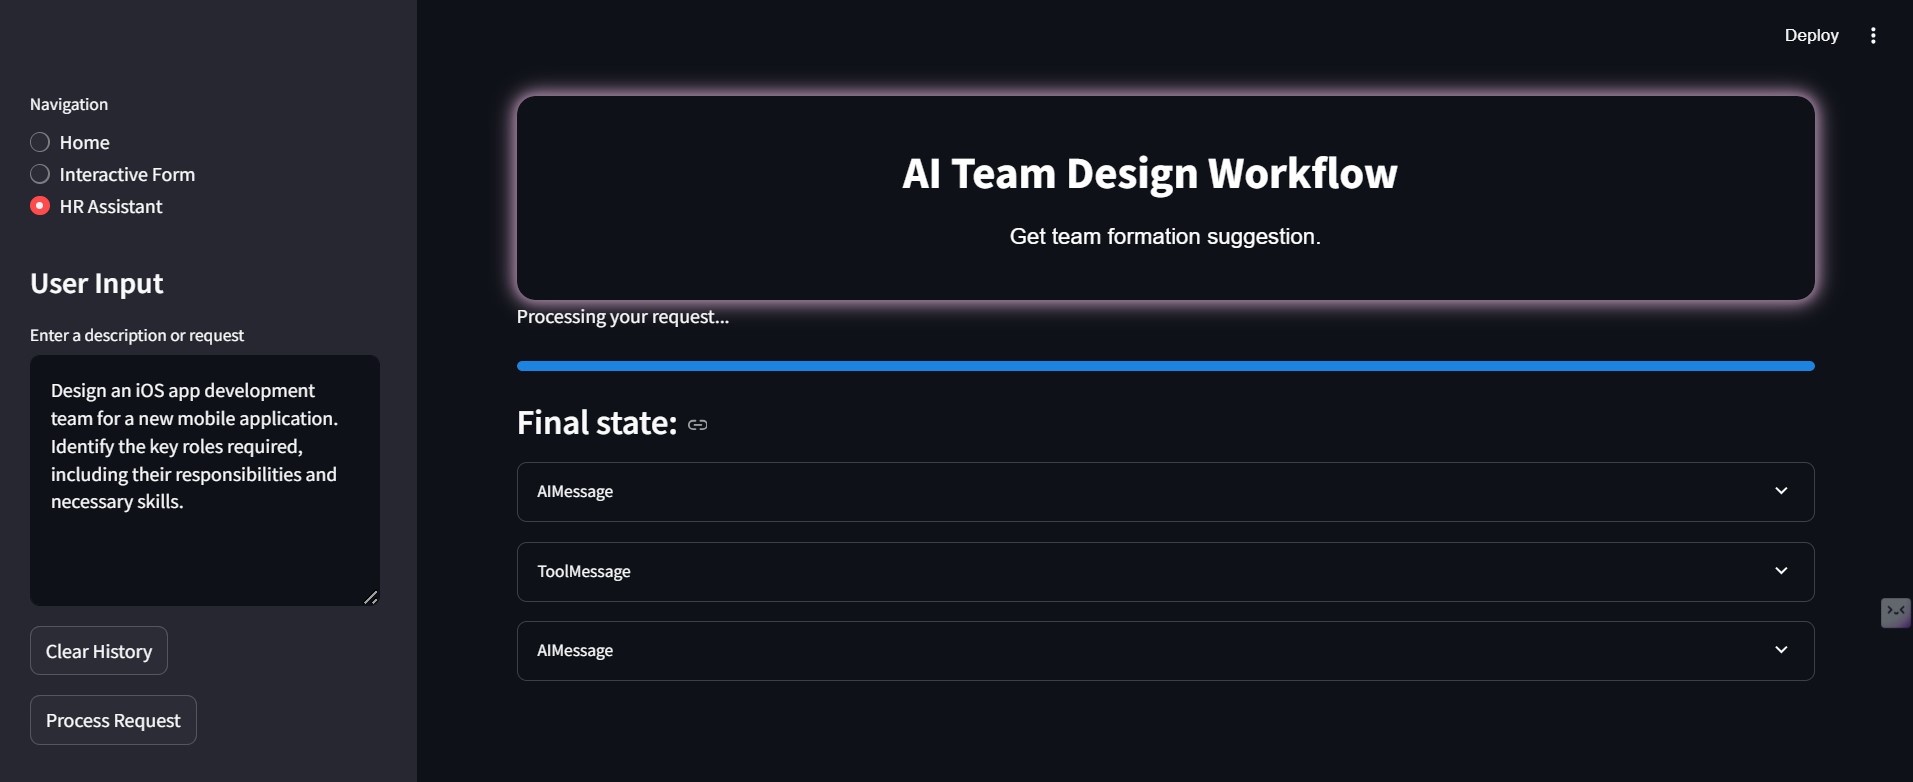 Deploy
Navigation
Home
Interactive Form
HR Assistant
User Input
Enter a description or request
Design an iOS app development
team for a new mobile application.
Identify the key roles required,
including their responsibilities and
necessary skills.
Clear History
Process Request
AI Team Design Workflow
Get team formation suggestion.
Processing your request...
Final state:
AIMessage
ToolMessage
AIMessage